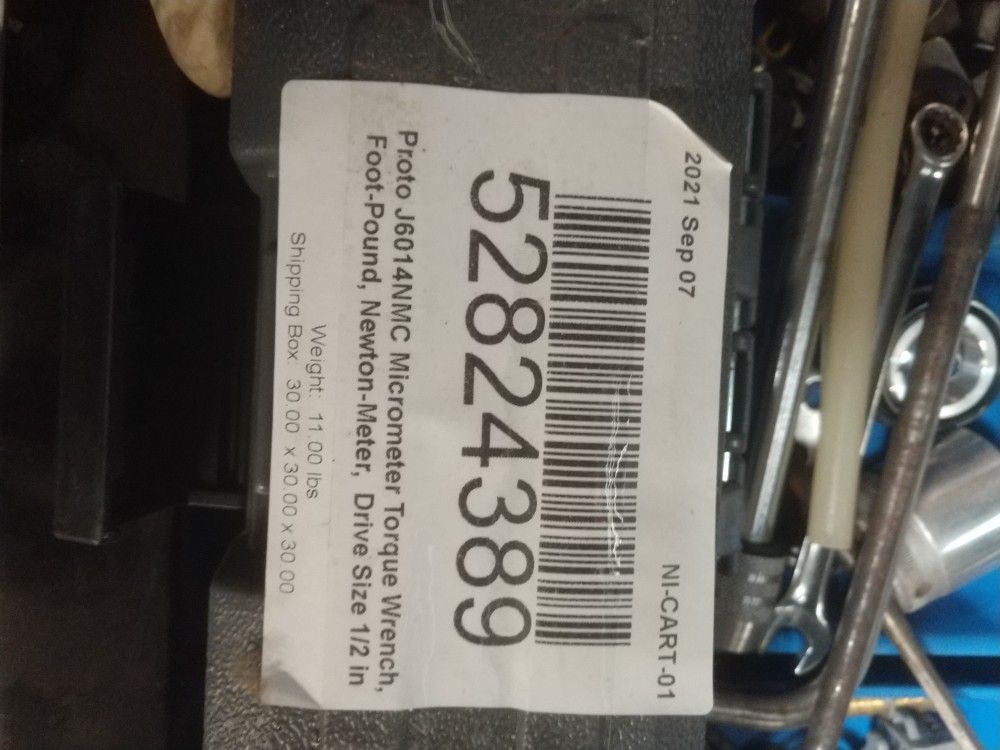 2021 Sep 07 NI-CART-01
52824389
Proto J6014NMC Micrometer Torque Wrench,
Foot-Pound, Newton-Meter, Drive Size 1/2 in
Weight: 11.00 lbs
Shipping Box: 30.00 x 30.00 x 30.00